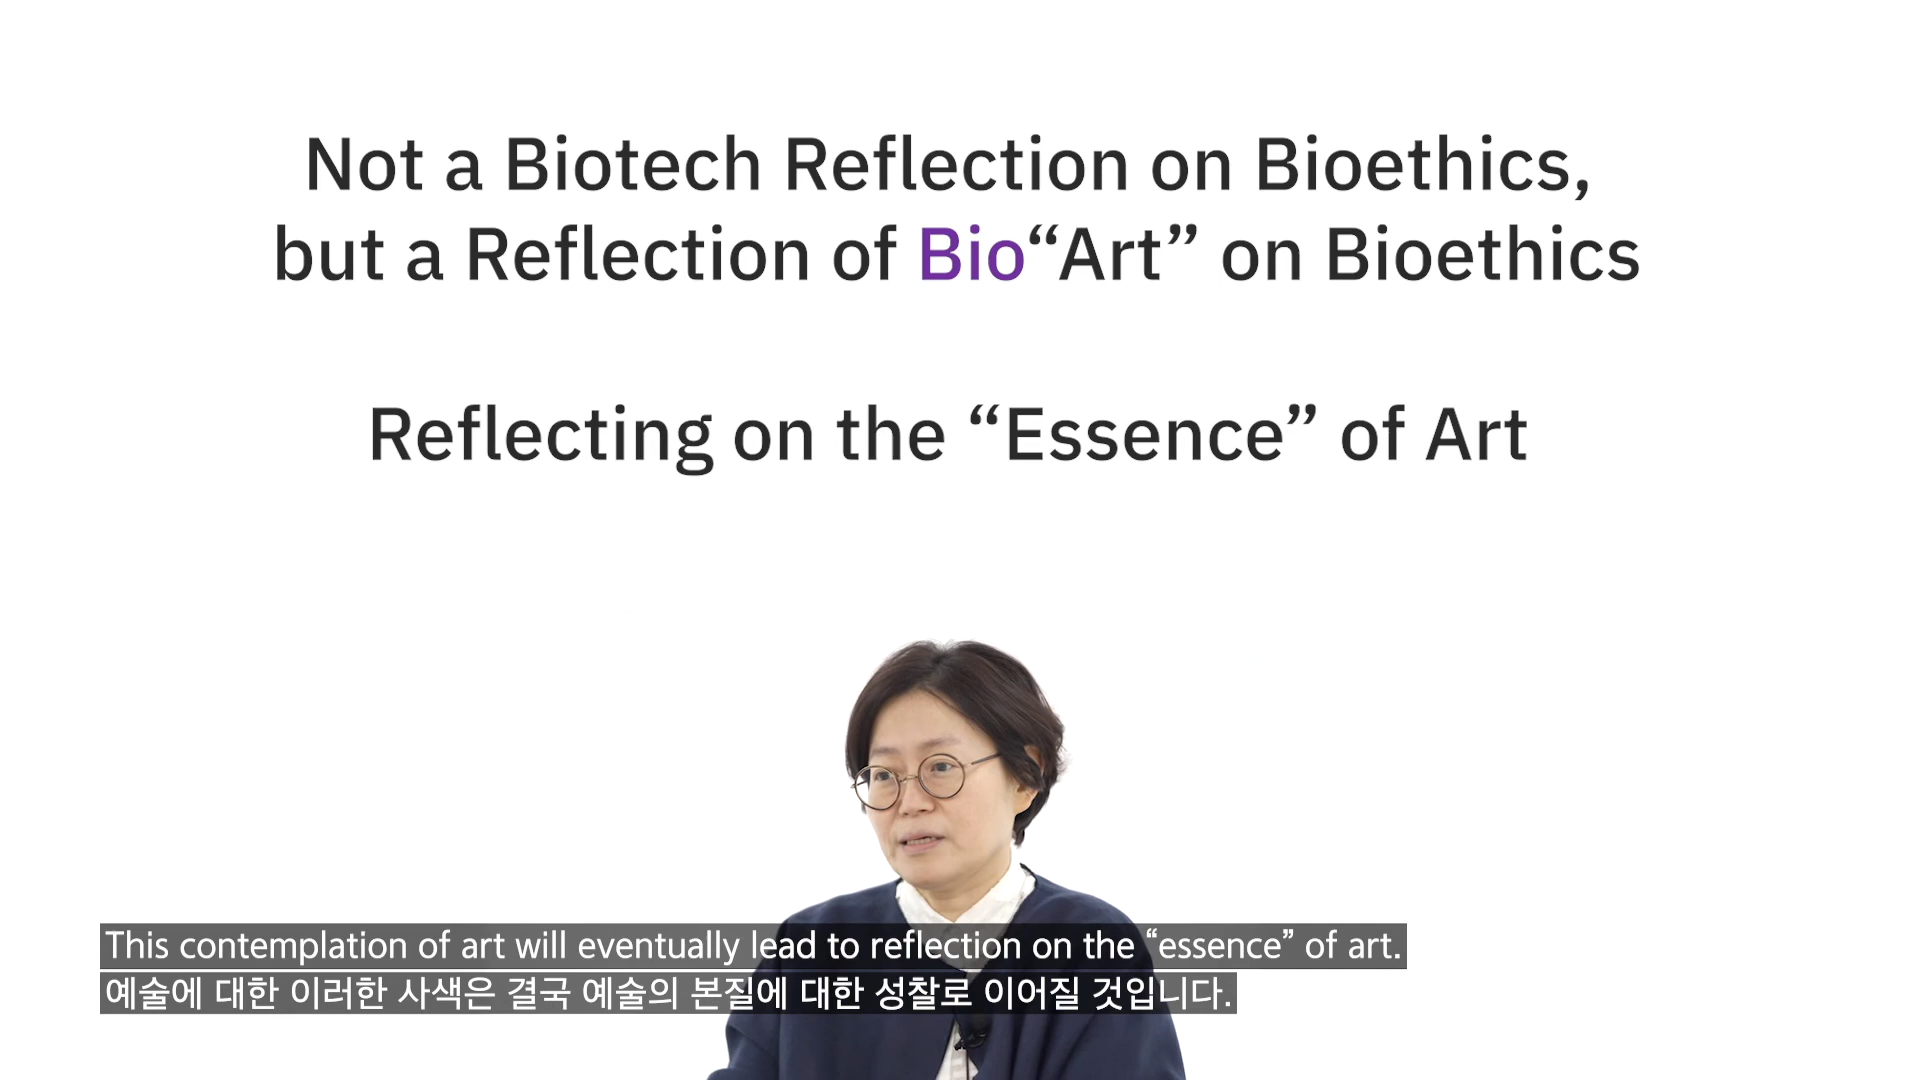 Not a Biotech Reflection on Bioethics,
but a Reflection of Bio“Art” on Bioethics
Reflecting on the “Essence” of Art
This contemplation of art will eventually lead to reflection on the “essence” of art.
예술에 대한 이러한 사색은 결국 예술의 본질에 대한 성찰로 이어질 것입니다.